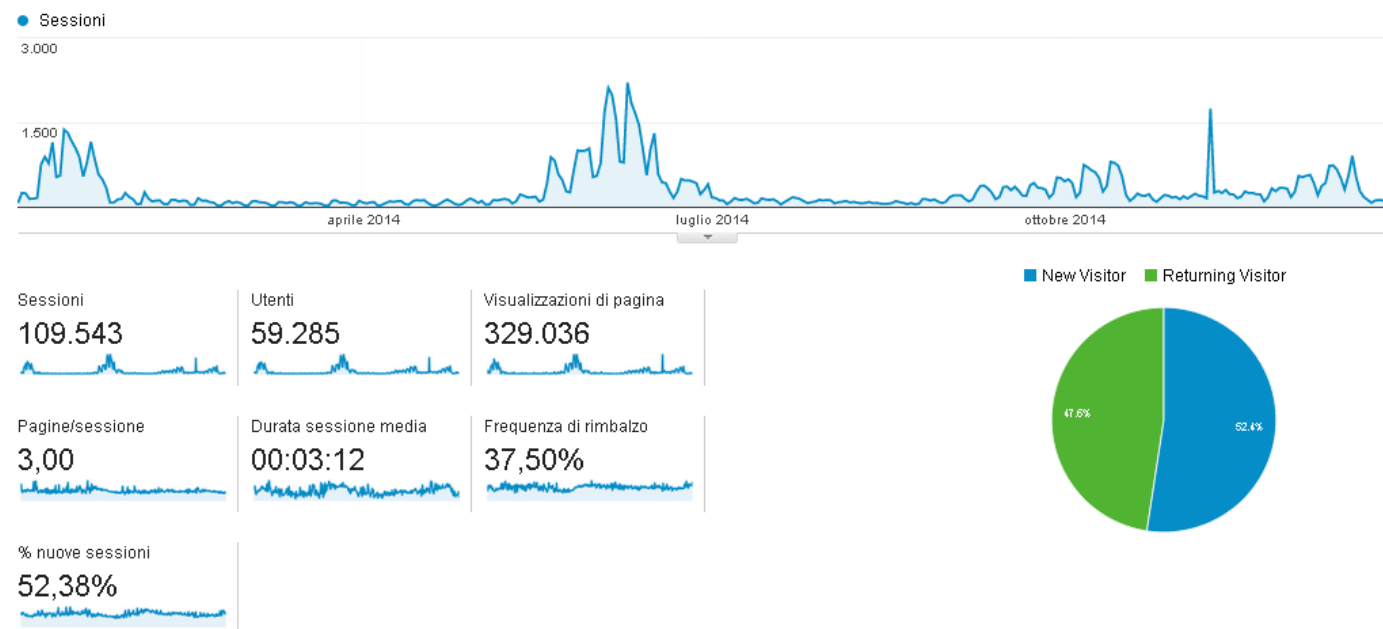 Sessioni
3.000
1.500
aprile 2014
luglio 2014
ottobre 2014
New Visitor
Returning Visitor
Sessioni
109.543
Utenti
59.285
Visualizzazioni di pagina
329.036
47.6%
52.4%
Pagine/sessione
3,00
Durata sessione media
00:03:12
Frequenza di rimbalzo
37,50%
% nuove sessioni
52,38%